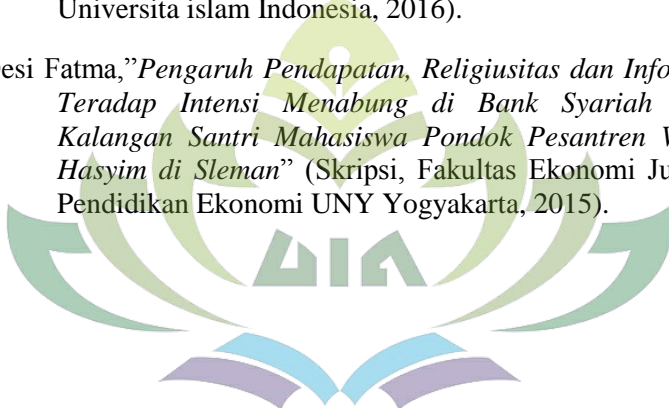 Universita islam Indonesia, 2016).
esi Fatma,”Pengaruh Pendapatan, Religiusitas dan Info
Teradap Intensi Menabung di Bank Syariah
Kalangan Santri Mahasiswa Pondok Pesantren
Hasyim di Sleman” (Skripsi, Fakultas Ekonomi Ju
Pendidikan Ekonomi UNY Yogyakarta, 2015).
UIN